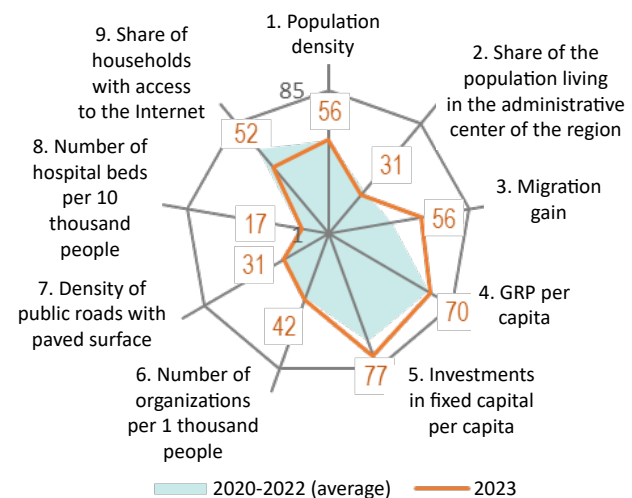 1. Population
density
2. Share of the
population living
in the administrative
center of the region
3. Migration
gain
4. GRP per
capita
5. Investments
in fixed capital
per capita
6. Number of
organizations
per 1 thousand
people
7. Density of
public roads with
paved surface
8. Number of
hospital beds
per 10
thousand
people
9. Share of
households
with access
to the Internet
85
56
31
56
70
77
42
31
17
52
1
2020-2022 (average)
2023